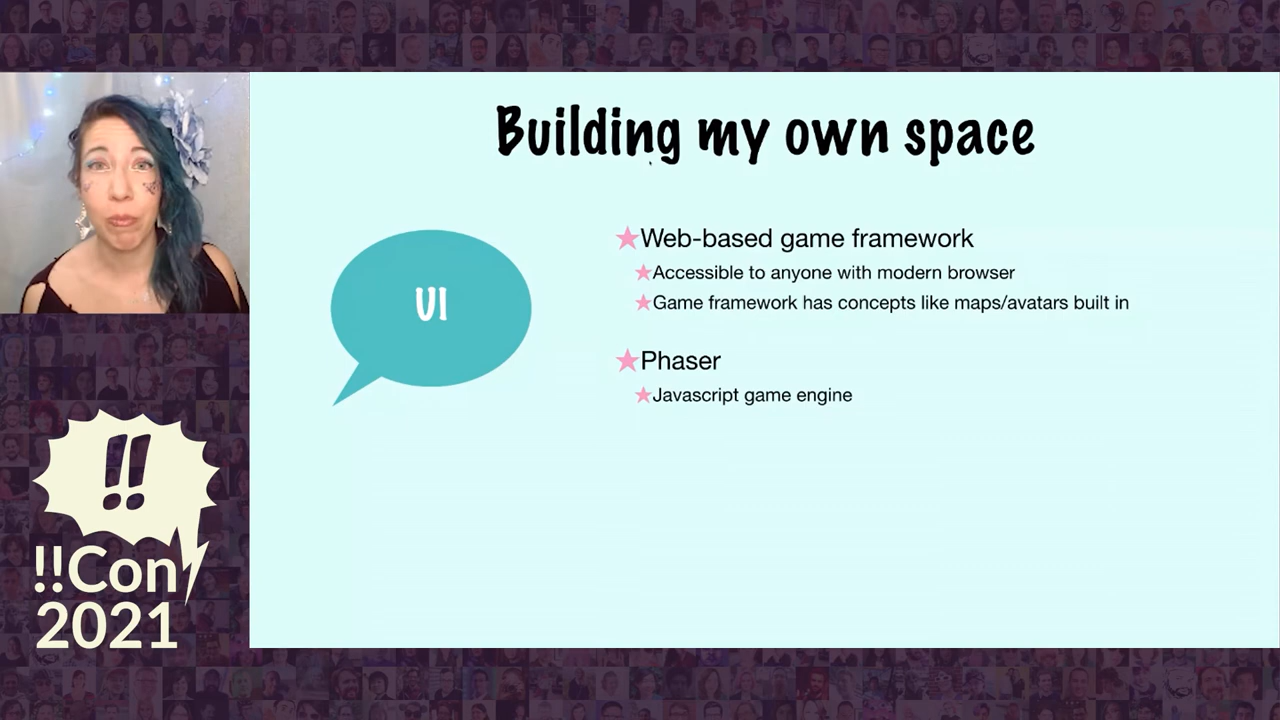 Building my own space
UI
Web-based game framework
Accessible to anyone with modern browser
Game framework has concepts like maps/avatars built in
Phaser
Javascript game engine
!!
!!Con
2021